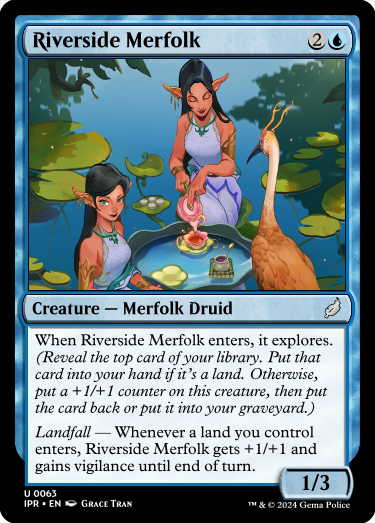 Riverside Merfolk 2
Creature — Merfolk Druid
When Riverside Merfolk enters, it explores.
(Reveal the top card of your library. Put that
card into your hand if it's a land. Otherwise,
put a +1/+1 counter on this creature, then put
the card back or put it into your graveyard.)
Landfall — Whenever a land you control
enters, Riverside Merfolk gets +1/+1 and
gains vigilance until end of turn.
1/3
U 0063
IPR • EN Grace Tran
™ & © 2024 Gema Police